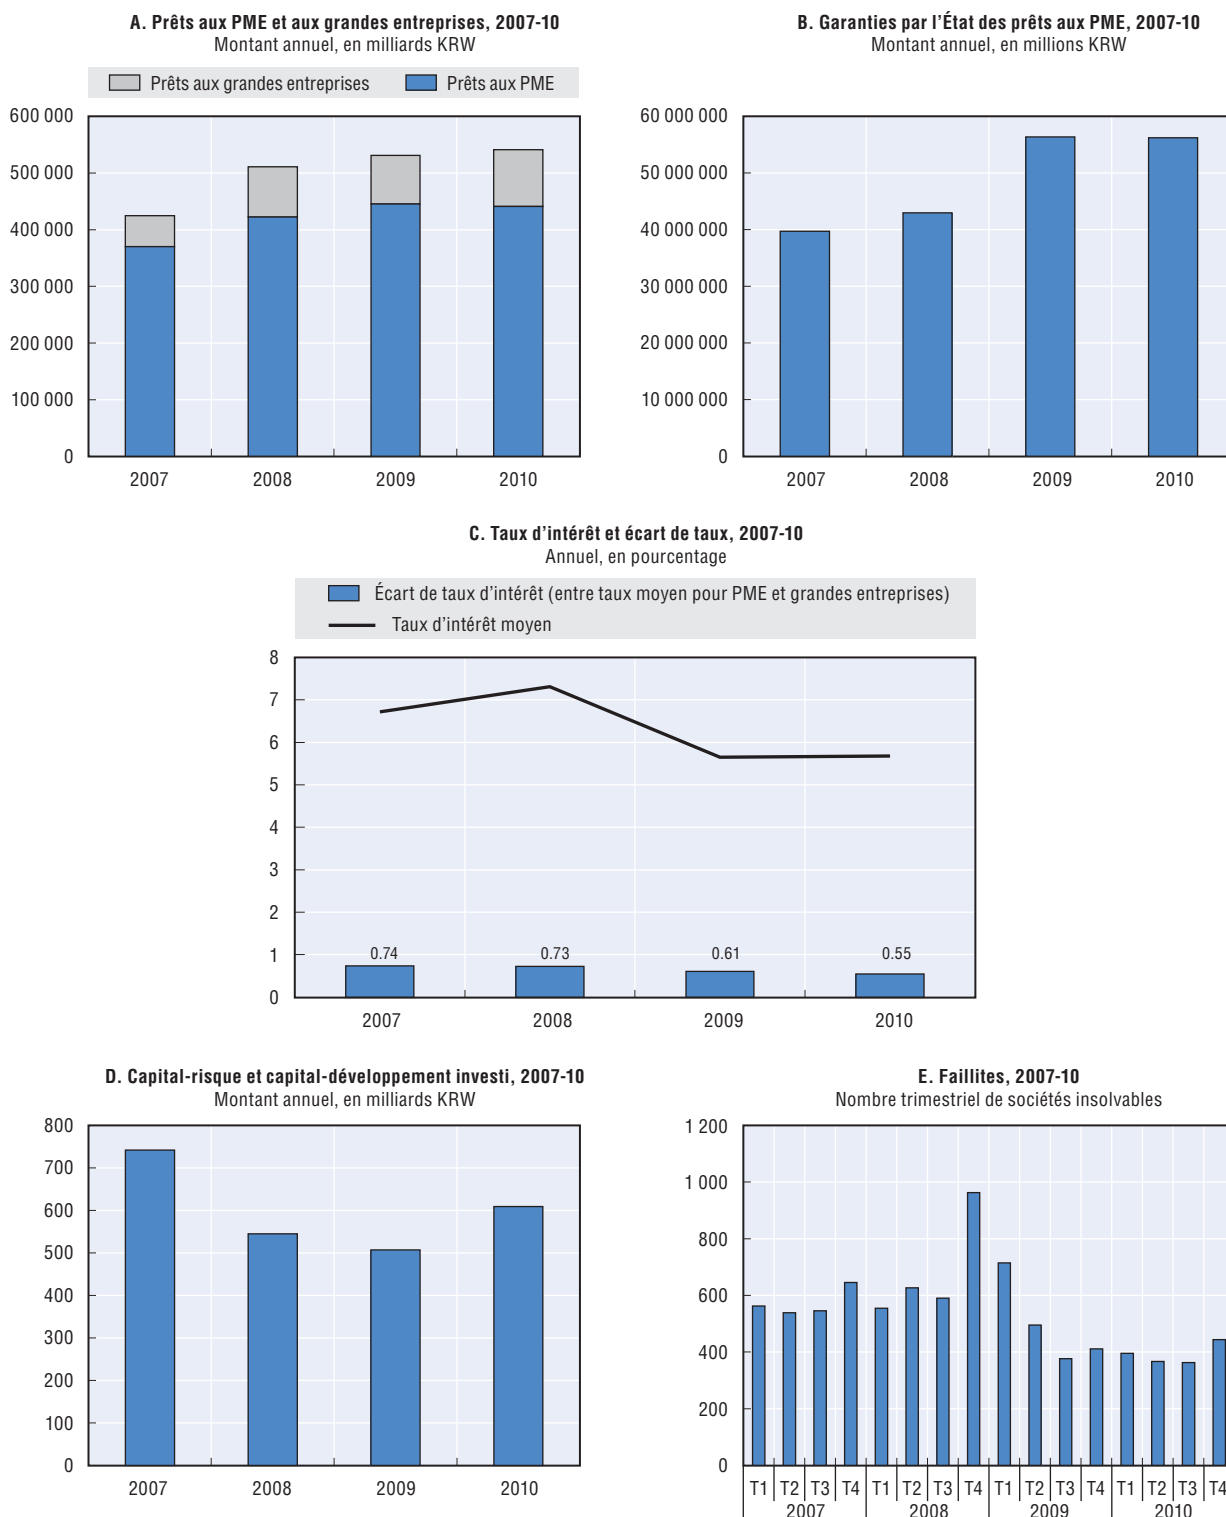 A. Prêts aux PME et aux grandes entreprises, 2007-10
Montant annuel, en milliards KRW
Prêts aux grandes entreprises
Prêts aux PME
600 000
500 000
400 000
300 000
200 000
100 000
0
2007 2008 2009 2010
B. Garanties par l'État des prêts aux PME, 2007-10
Montant annuel, en millions KRW
60 000 000
50 000 000
40 000 000
30 000 000
20 000 000
10 000 000
0
2007 2008 2009 2010
C. Taux d'intérêt et écart de taux, 2007-10
Annuel, en pourcentage
Écart de taux d'intérêt (entre taux moyen pour PME et grandes entreprises)
Taux d'intérêt moyen
8
7
6
5
4
3
2
1
0
0.74 0.73 0.61 0.55
2007 2008 2009 2010
D. Capital-risque et capital-développement investi, 2007-10
Montant annuel, en milliards KRW
800
700
600
500
400
300
200
100
0
2007 2008 2009 2010
E. Faillites, 2007-10
Nombre trimestriel de sociétés insolvables
1 200
1 000
800
600
400
200
0
T1 T2 T3 T4 T1 T2 T3 T4 T1 T2 T3 T4 T1 T2 T3 T4
2007 2008 2009 2010